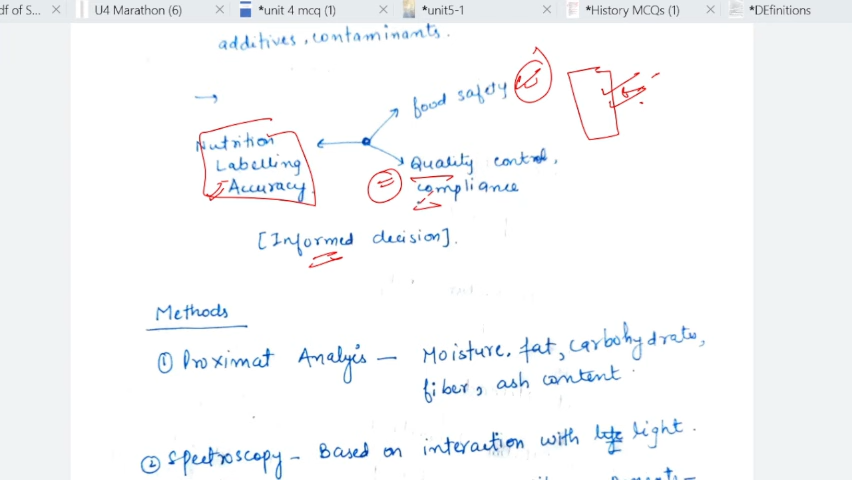 df of S...
U4 Marathon (6)
*unit 4 mcq (1)
*unit5-1
*History MCQs (1)
*DEfinitions
additives, contaminants.
food safety
Nutrition
Labelling
Accuracy
Quality control,
compliance
[Informed decision].
Methods
① Proximat Analysis – Moisture, fat, carbohydrate,
fiber, ash content.
② Spectroscopy – Based on interaction with light.